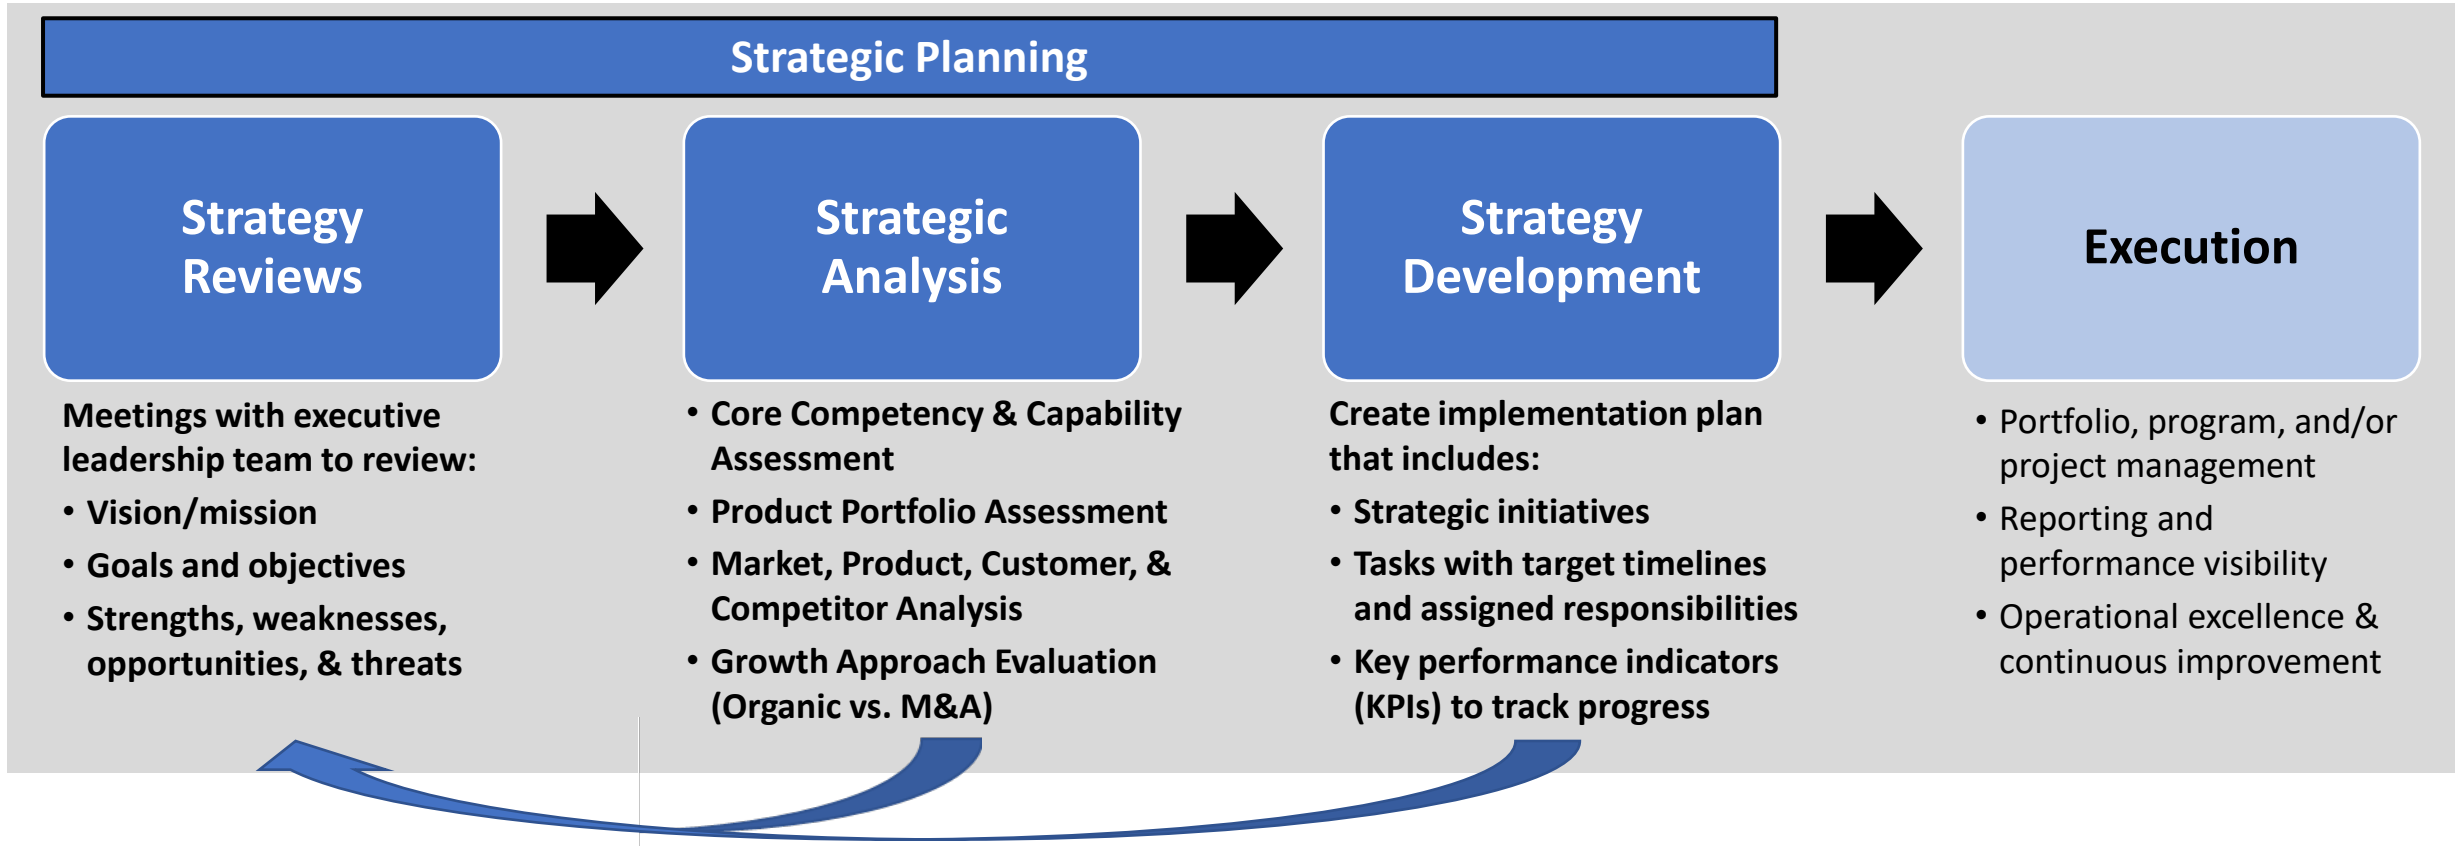 Strategic Planning
Strategy
Reviews
Strategic
Analysis
Strategy
Development
Execution
Meetings with executive
leadership team to review:
• Vision/mission
• Goals and objectives
• Strengths, weaknesses,
opportunities, & threats
• Core Competency & Capability
Assessment
• Product Portfolio Assessment
• Market, Product, Customer, &
Competitor Analysis
• Growth Approach Evaluation
(Organic vs. M&A)
Create implementation plan
that includes:
• Strategic initiatives
• Tasks with target timelines
and assigned responsibilities
• Key performance indicators
(KPIs) to track progress
• Portfolio, program, and/or
project management
• Reporting and
performance visibility
• Operational excellence &
continuous improvement